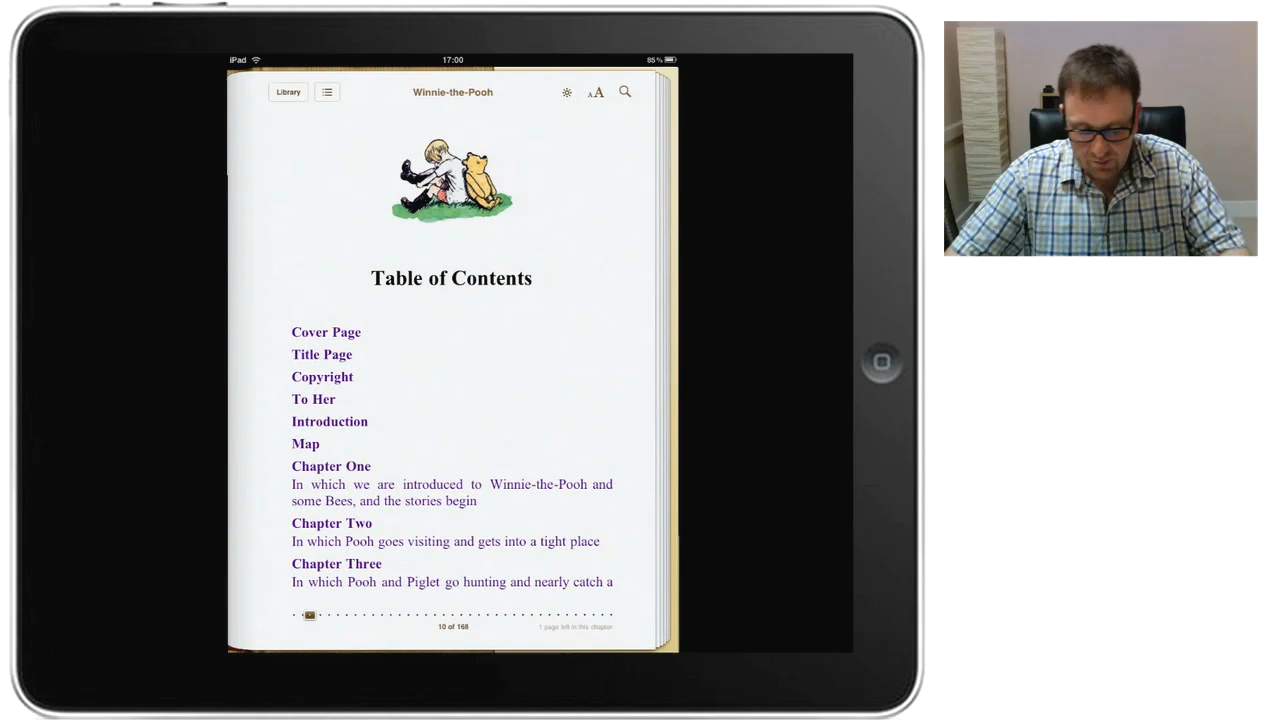 iPad 17:00 85%
Library Winnie-the-Pooh AA
Table of Contents
Cover Page
Title Page
Copyright
To Her
Introduction
Map
Chapter One
In which we are introduced to Winnie-the-Pooh and
some Bees, and the stories begin
Chapter Two
In which Pooh goes visiting and gets into a tight place
Chapter Three
In which Pooh and Piglet go hunting and nearly catch a
10 of 168 1 page left in this chapter